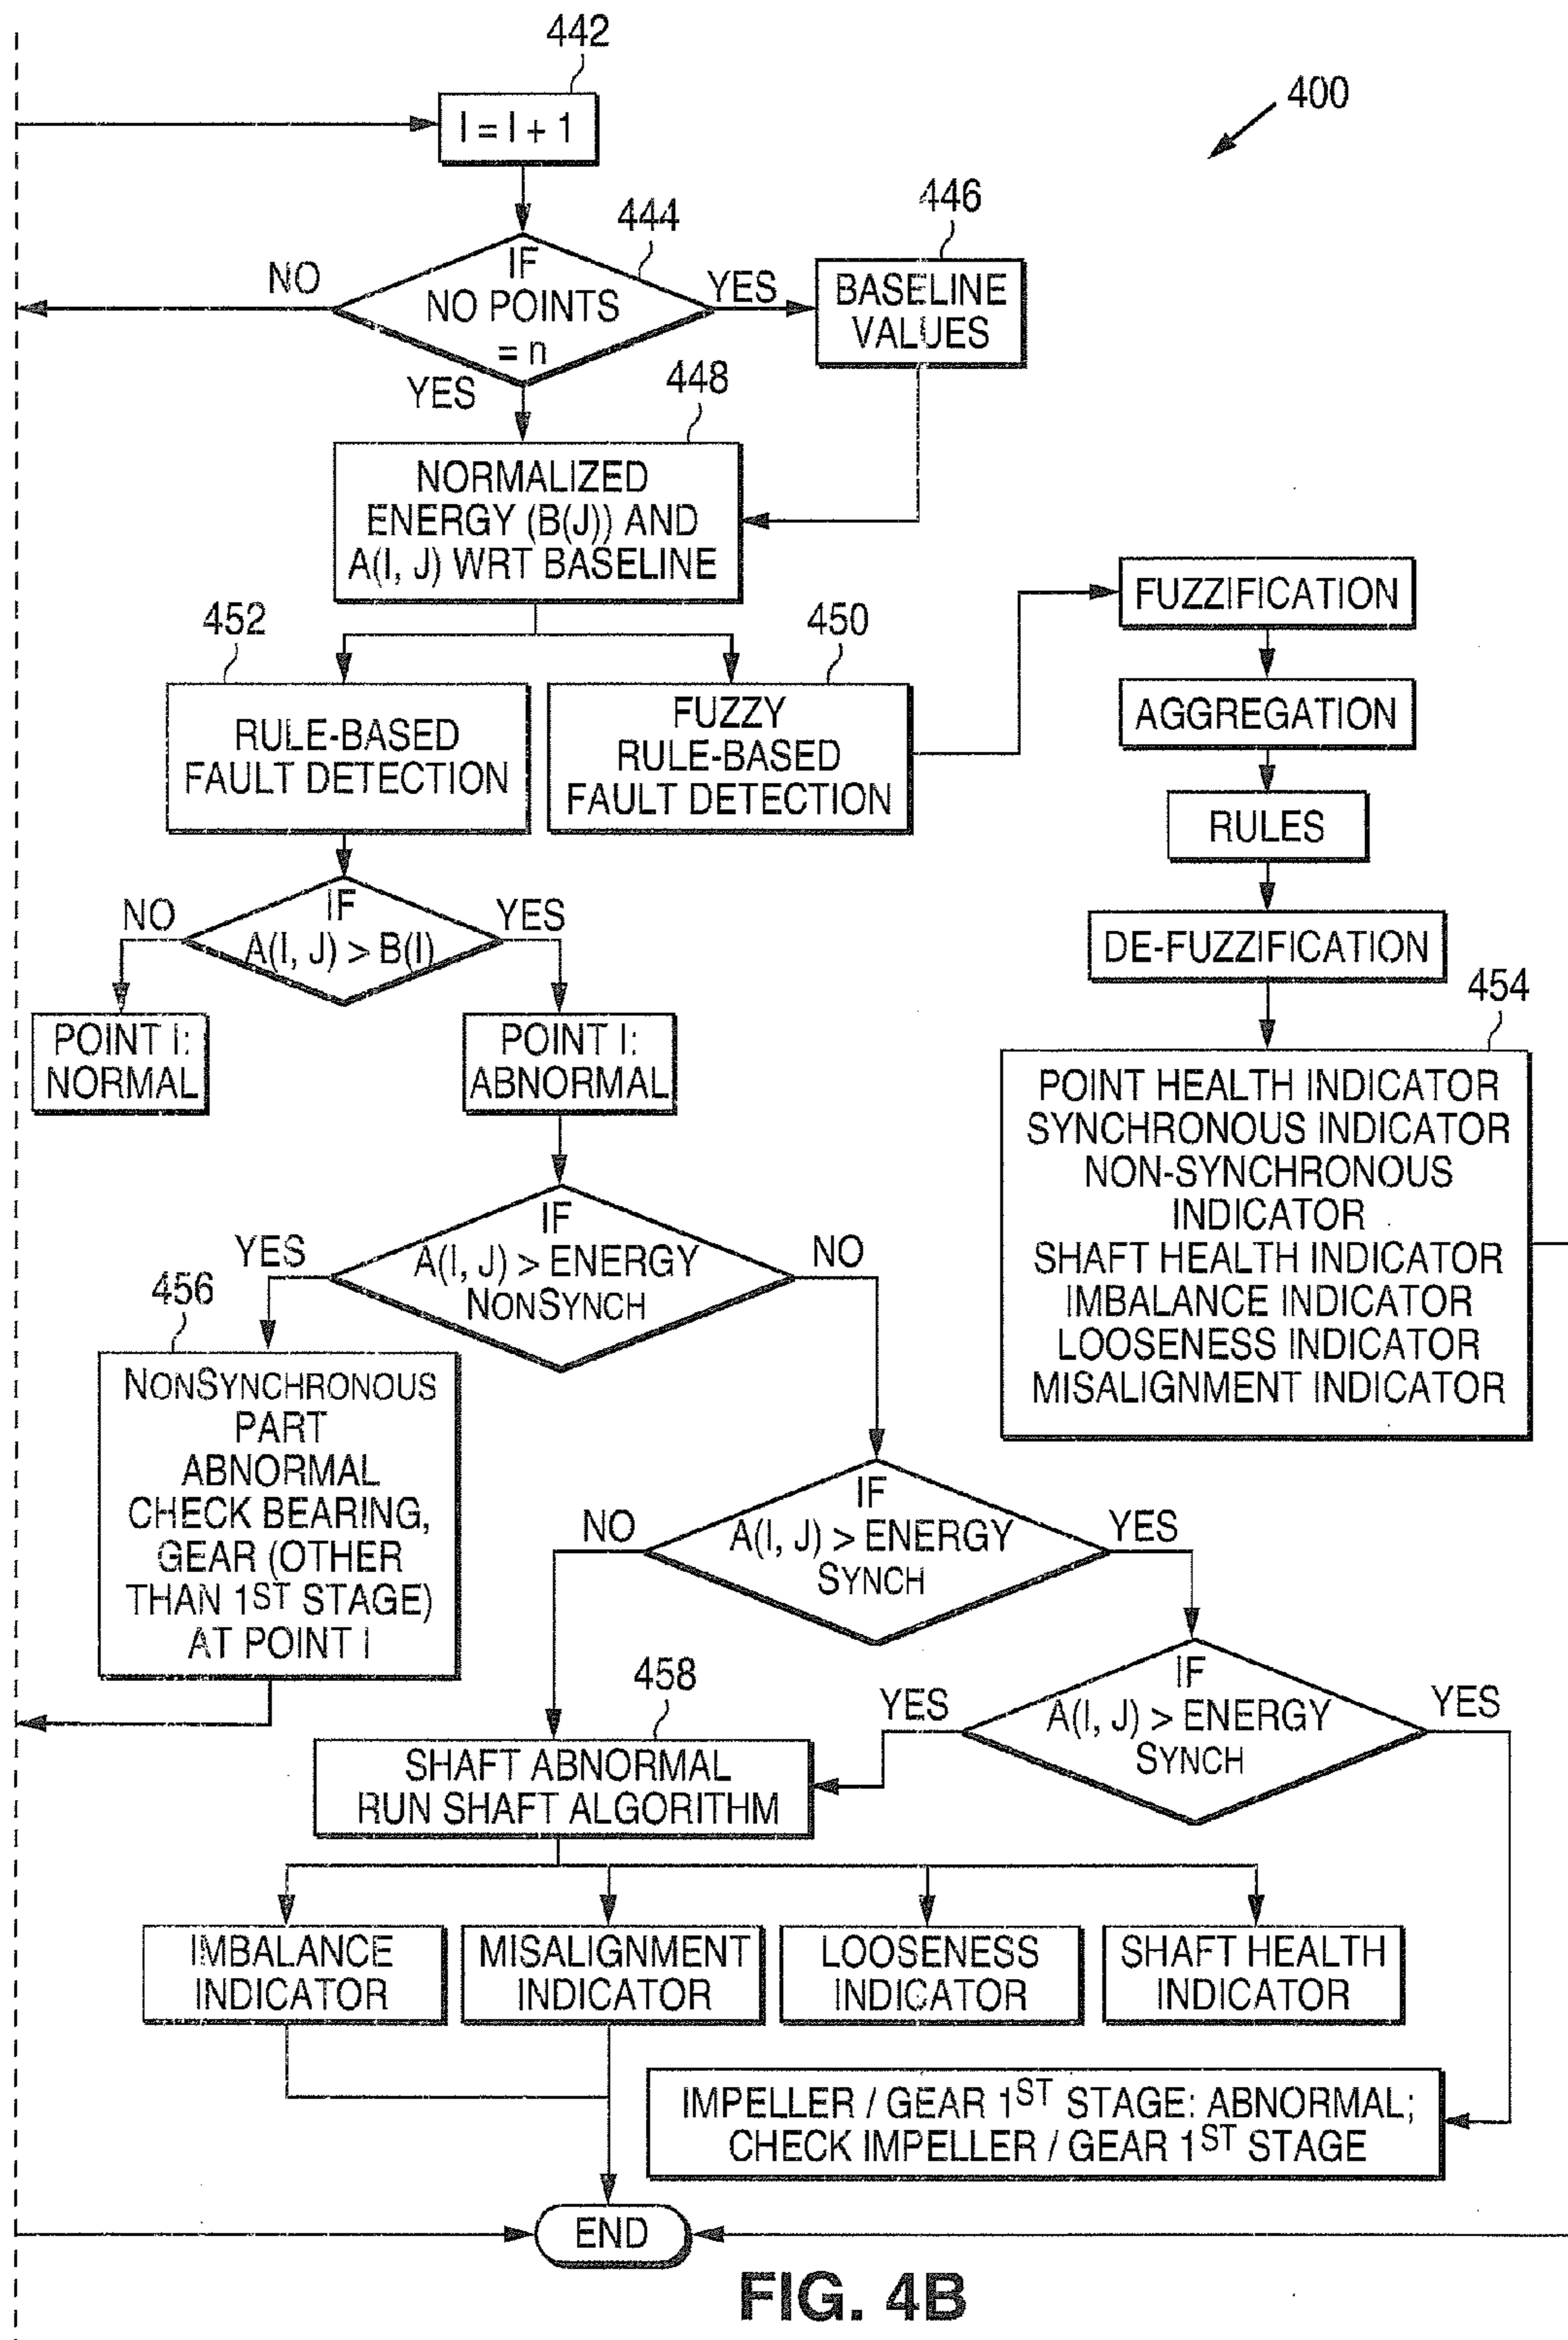 442
I = I + 1
400
444
446
IF
NO POINTS
= n
NO
YES
YES
BASELINE
VALUES
448
NORMALIZED
ENERGY (B(J)) AND
A(I, J) WRT BASELINE
452
450
RULE-BASED
FAULT DETECTION
FUZZY
RULE-BASED
FAULT DETECTION
FUZZIFICATION
AGGREGATION
RULES
DE-FUZZIFICATION
454
POINT HEALTH INDICATOR
SYNCHRONOUS INDICATOR
NON-SYNCHRONOUS
INDICATOR
SHAFT HEALTH INDICATOR
IMBALANCE INDICATOR
LOOSENESS INDICATOR
MISALIGNMENT INDICATOR
NO
IF
A(I, J) > B(I)
YES
POINT I:
NORMAL
POINT I:
ABNORMAL
YES
IF
A(I, J) > ENERGY
NONSYNCH
NO
456
NONSYNCHRONOUS
PART
ABNORMAL
CHECK BEARING,
GEAR (OTHER
THAN 1ST STAGE)
AT POINT I
NO
IF
A(I, J) > ENERGY
SYNCH
YES
YES
IF
A(I, J) > ENERGY
SYNCH
YES
458
SHAFT ABNORMAL
RUN SHAFT ALGORITHM
IMBALANCE
INDICATOR
MISALIGNMENT
INDICATOR
LOOSENESS
INDICATOR
SHAFT HEALTH
INDICATOR
IMPELLER / GEAR 1ST STAGE: ABNORMAL;
CHECK IMPELLER / GEAR 1ST STAGE
END
FIG. 4B